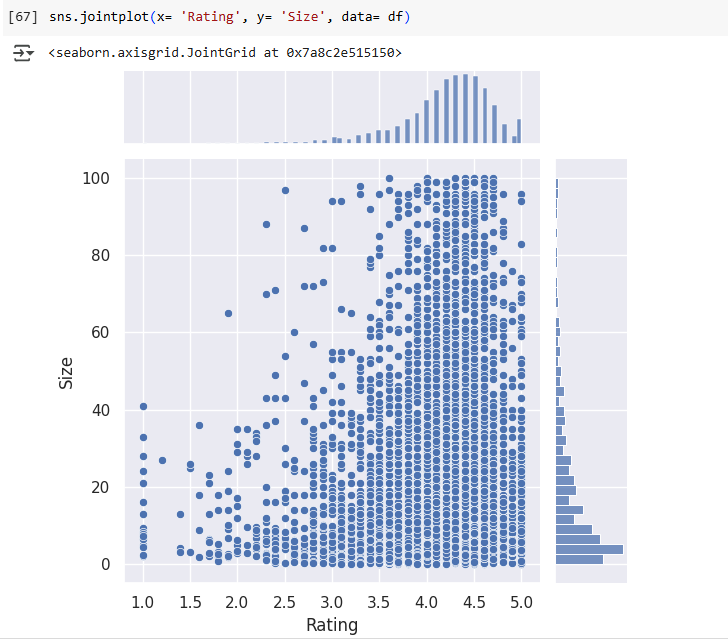 [67] sns.jointplot(x= 'Rating', y= 'Size', data= df)
<seaborn.axisgrid.JointGrid at 0x7a8c2e515150>
100
80
60
40
20
0
Size
1.0 1.5 2.0 2.5 3.0 3.5 4.0 4.5 5.0
Rating